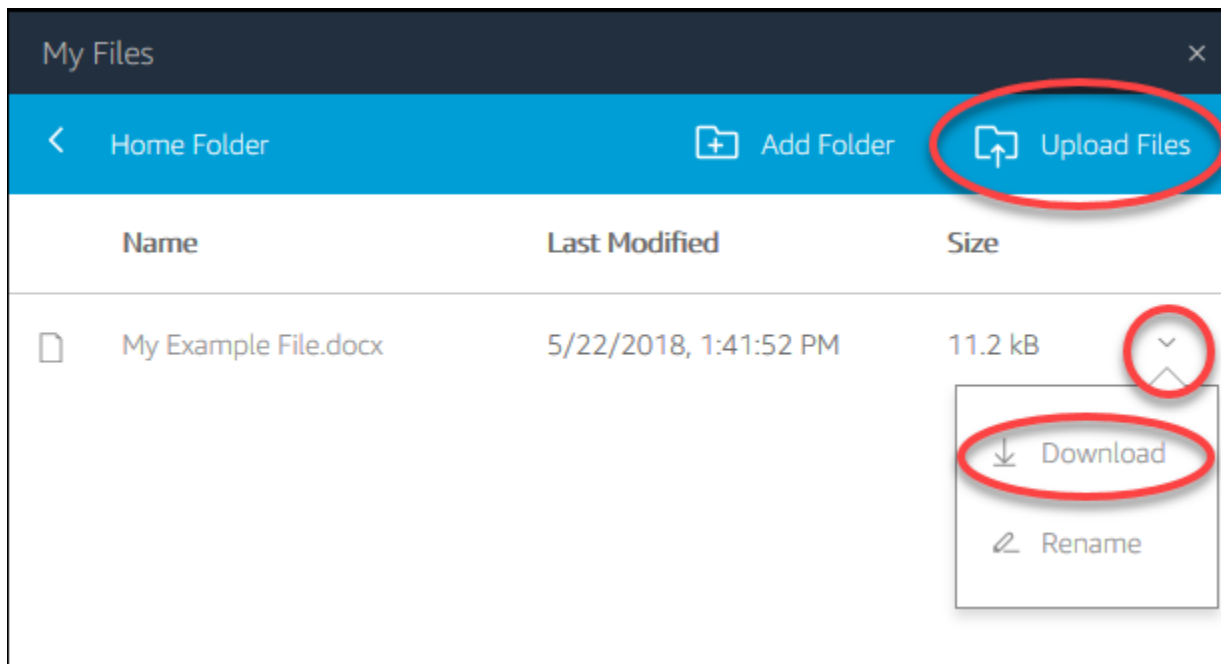 My Files
Home Folder Add Folder Upload Files
Name Last Modified Size
My Example File.docx 5/22/2018, 1:41:52 PM 11.2 kB
Download
Rename